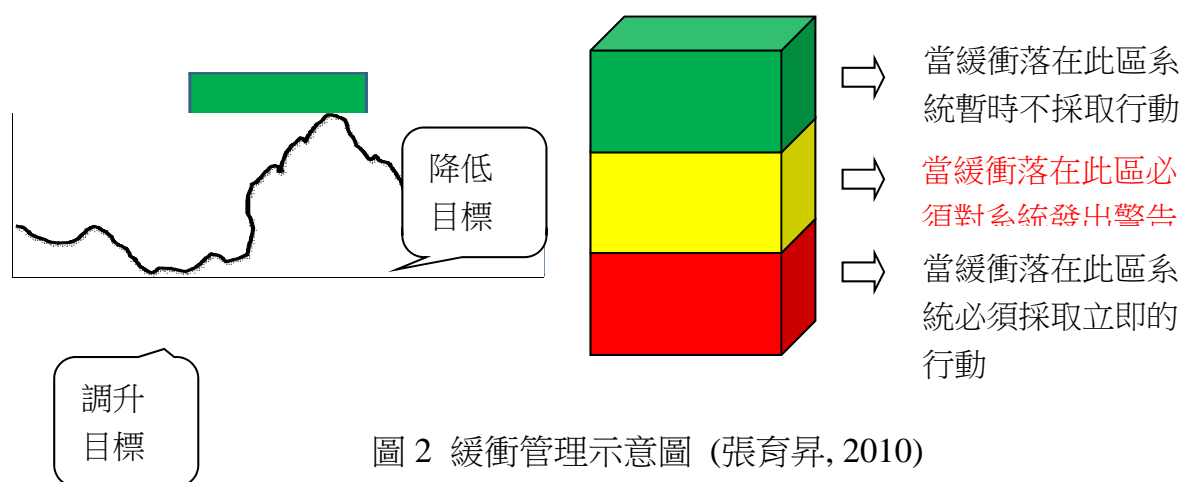 降低
目標
調升
目標
當緩衝落在此區系
統暫時不採取行動
當緩衝落在此區必
須對系統發出警告
當緩衝落在此區系
統必須採取立即的
行動
圖 2 緩衝管理示意圖 (張育昇, 2010)